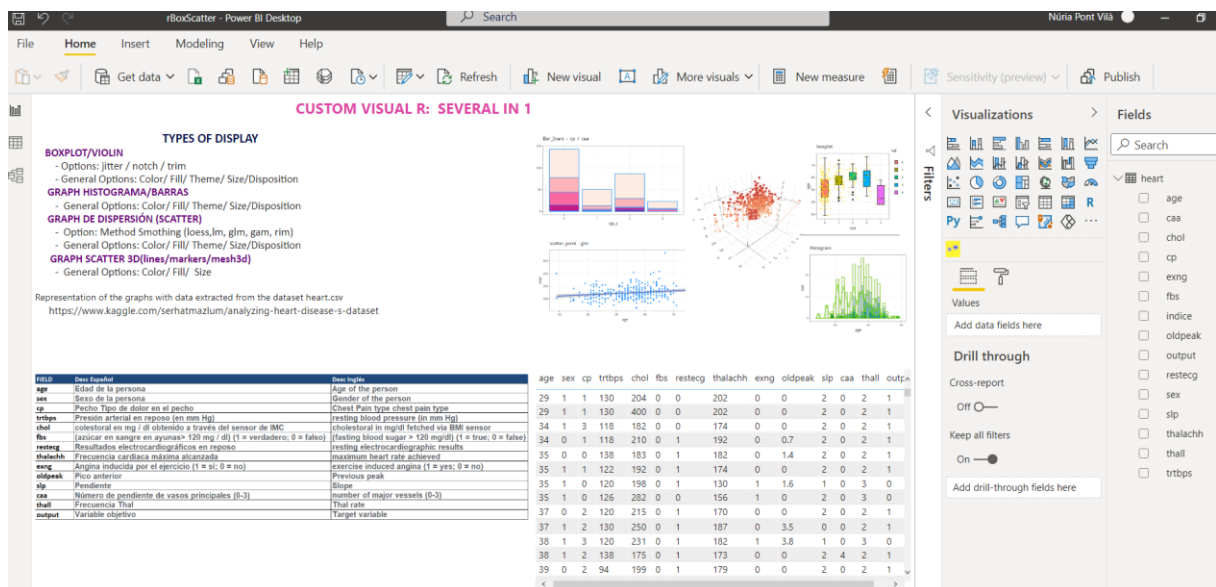 rBoxScatter - Power BI Desktop
Search
Núria Pont Vilà
File Home Insert Modeling View Help
Get data Refresh New visual More visuals New measure Sensitivity (preview) Publish
CUSTOM VISUAL R: SEVERAL IN 1
TYPES OF DISPLAY
BOXPLOT/VIOLIN
- Options: jitter / notch / trim
- General Options: Color/ Fill/ Theme/ Size/Disposition
GRAPH HISTOGRAMA/BARRAS
- General Options: Color/ Fill/ Theme/ Size/Disposition
GRAPH DE DISPERSIÓN (SCATTER)
- Option: Method Smothing (loess,lm, glm, gam, rim)
- General Options: Color/ Fill/ Theme/ Size/Disposition
GRAPH SCATTER 3D(lines/markers/mesh3d)
- General Options: Color/ Fill/ Size
Representation of the graphs with data extracted from the dataset heart.csv
https://www.kaggle.com/serhatmazlum/analyzing-heart-disease-s-dataset
boxplot
scatter_point - glm
Histogram
FIELD Desc Español Desc Inglés
age Edad de la persona Age of the person
sex Sexo de la persona Gender of the person
cp Pecho Tipo de dolor en el pecho Chest Pain type chest pain type
trtbps Presión arterial en reposo (en mm Hg) resting blood pressure (in mm Hg)
chol colestoral en mg / dl obtenido a través del sensor de IMC cholestoral in mg/dl fetched via BMI sensor
fbs (azúcar en sangre en ayunas> 120 mg / dl) (1 = verdadero; 0 = falso) (fasting blood sugar > 120 mg/dl) (1 = true; 0 = false)
restecg Resultados electrocardiográficos en reposo resting electrocardiographic results
thalachh Frecuencia cardíaca máxima alcanzada maximum heart rate achieved
exng Angina inducida por el ejercicio (1 = sí; 0 = no) exercise induced angina (1 = yes; 0 = no)
oldpeak Pico anterior Previous peak
slp Pendiente Slope
caa Número de pendiente de vasos principales (0-3) number of major vessels (0-3)
thall Frecuencia Thal Thal rate
output Variable objetivo Target variable
age sex cp trtbps chol fbs restecg thalachh exng oldpeak slp caa thall outp
29 1 1 130 204 0 0 202 0 0 2 0 2 1
29 1 1 130 400 0 0 202 0 0 2 0 2 1
34 1 3 118 182 0 0 174 0 0 2 0 2 1
34 0 1 118 210 0 1 192 0 0.7 2 0 2 1
35 0 0 138 183 0 1 182 0 1.4 2 0 2 1
35 1 1 122 192 0 1 174 0 0 2 0 2 1
35 1 0 120 198 0 1 130 1 1.6 1 0 3 0
35 1 0 126 282 0 0 156 1 0 2 0 3 0
37 0 2 120 215 0 1 170 0 0 2 0 2 1
37 1 2 130 250 0 1 187 0 3.5 0 0 2 1
38 1 3 120 231 0 1 182 1 3.8 1 0 3 0
38 1 2 138 175 0 1 173 0 0 2 4 2 1
39 0 2 94 199 0 1 179 0 0 2 0 2 1
Filters
Visualizations
R
Py
Values
Add data fields here
Drill through
Cross-report
Off
Keep all filters
On
Add drill-through fields here
Fields
Search
heart
age
caa
chol
cp
exng
fbs
indice
oldpeak
output
restecg
sex
slp
thalachh
thall
trtbps